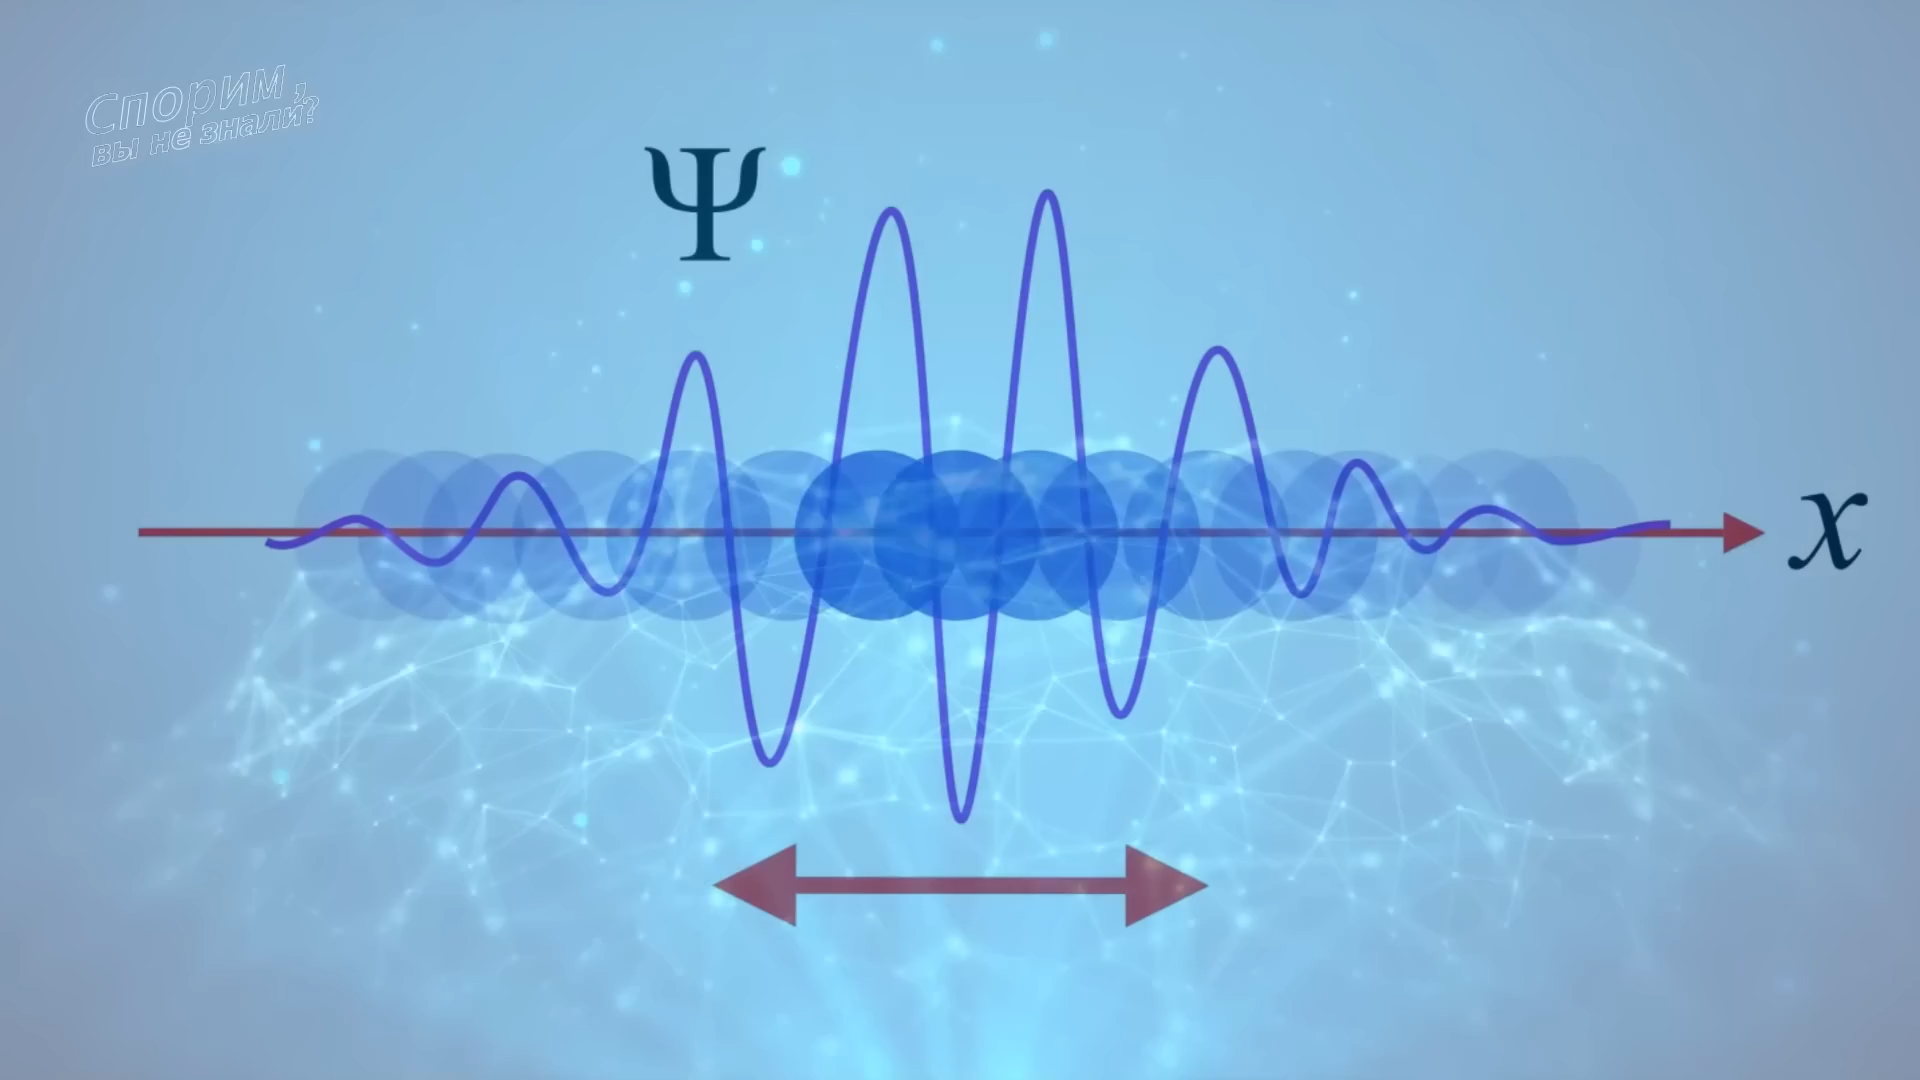 Спорим,
вы не знали?
Ψ
x